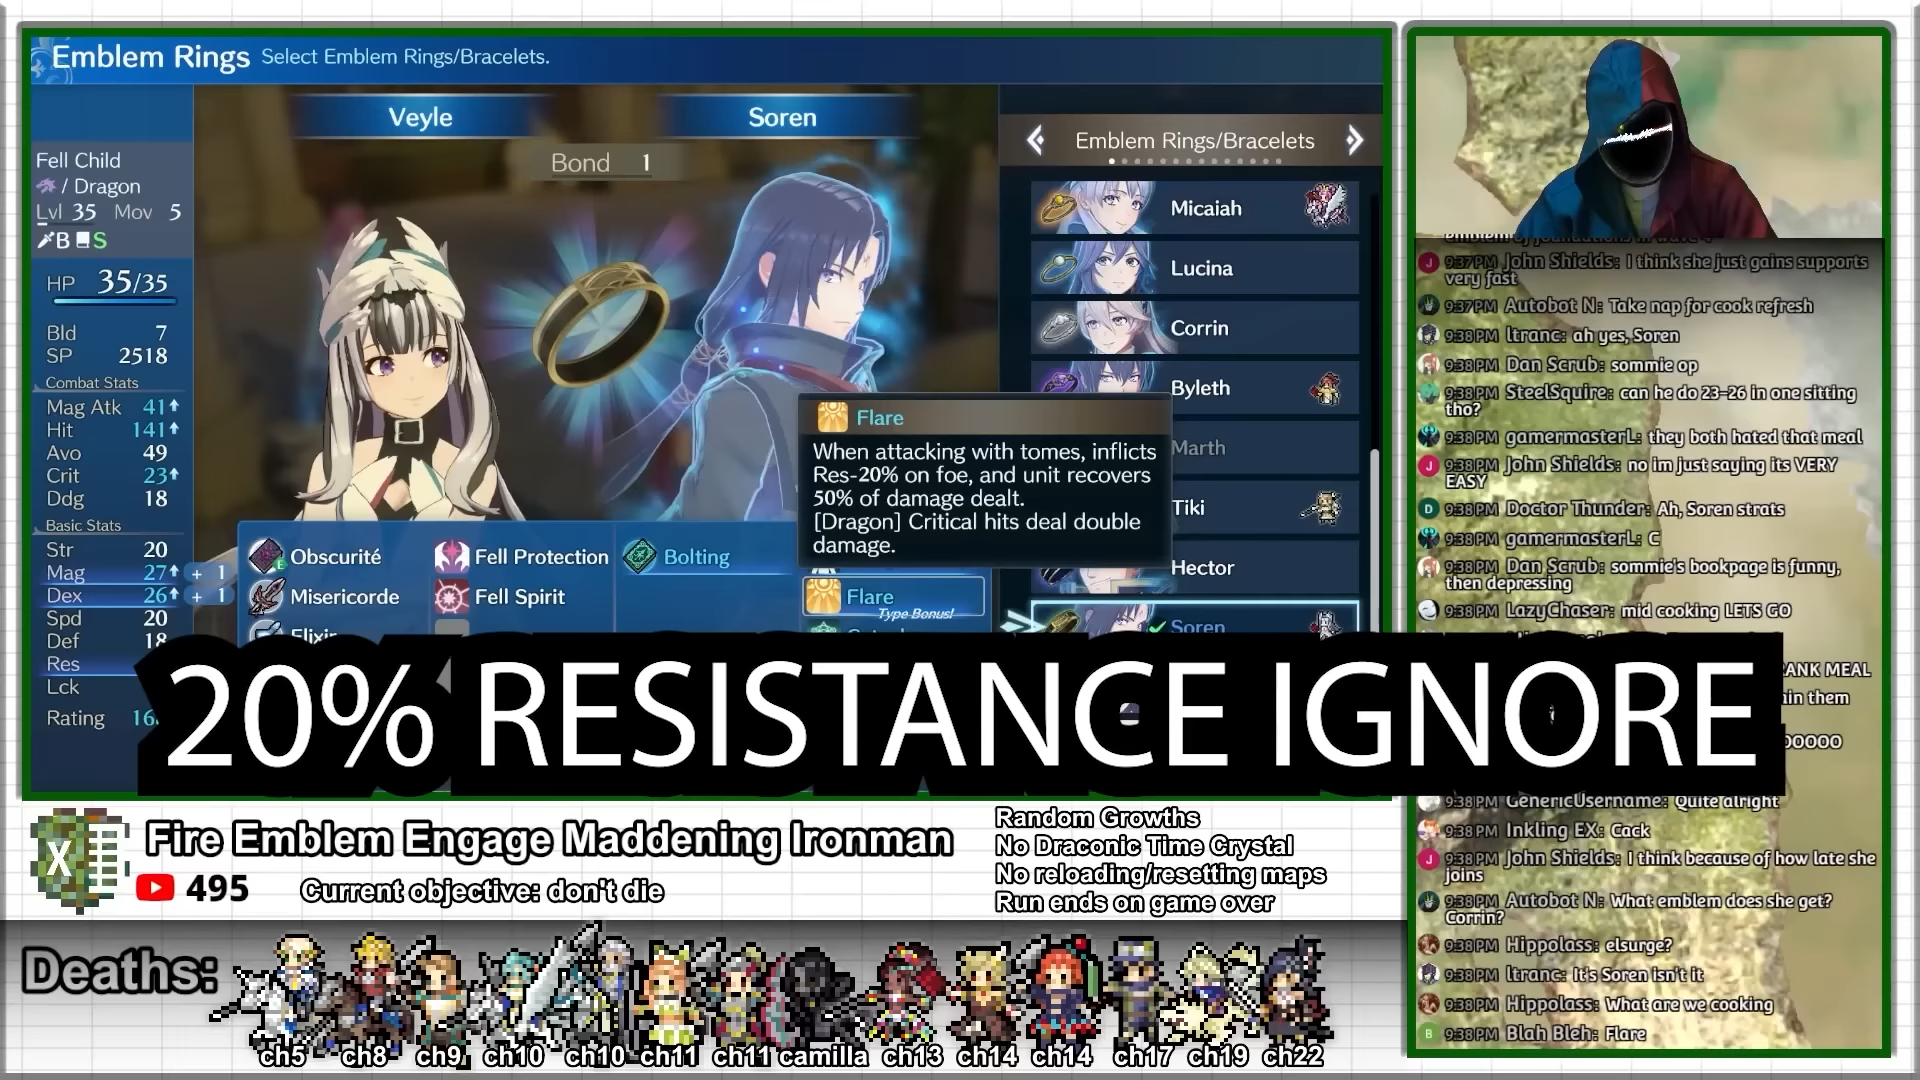 Emblem Rings Select Emblem Rings/Bracelets.
Veyle
Soren
Bond 1
Fell Child
/ Dragon
Lvl 35 Mov 5
B S
HP 35/35
Bld 7
SP 2518
Combat Stats
Mag Atk 41
Hit 141
Avo 49
Crit 23
Ddg 18
Basic Stats
Str 20
Mag 27 + 1
Dex 26 + 1
Spd 20
Def 18
Res
Lck
Rating
Obscurité
Misericorde
Elixir
Fell Protection
Fell Spirit
Bolting
Flare
When attacking with tomes, inflicts
Res-20% on foe, and unit recovers
50% of damage dealt.
[Dragon] Critical hits deal double
damage.
Flare
Type Bonus!
Emblem Rings/Bracelets
Micaiah
Lucina
Corrin
Byleth
Marth
Tiki
Hector
Soren
20% RESISTANCE IGNORE
9:37PM John Shields: I think she just gains supports
very fast
9:37PM Autobot N: Take nap for cook refresh
9:38PM ltranc: ah yes, Soren
9:38PM Dan Scrub: sommie op
9:38PM SteelSquire: can he do 23-26 in one sitting
tho?
9:38PM gamermasterL: they both hated that meal
9:38PM John Shields: no im just saying its VERY
EASY
9:38PM Doctor Thunder: Ah, Soren strats
9:38PM gamermasterL: C
9:38PM Dan Scrub: sommie's bookpage is funny,
then depressing
9:38PM LazyChaser: mid cooking LETS GO
RANK MEAL
them
9:38PM GenericUsername: Quite alright
9:38PM Inkling EX: Cack
9:38PM John Shields: I think because of how late she
joins
9:38PM Autobot N: What emblem does she get?
Corrin?
9:38PM Hippolass: elsurge?
9:38PM ltranc: It's Soren isn't it
9:38PM Hippolass: What are we cooking
9:38PM Blah Bleh: Flare
Fire Emblem Engage Maddening Ironman
495 Current objective: don't die
Random Growths
No Draconic Time Crystal
No reloading/resetting maps
Run ends on game over
Deaths:
ch5 ch8 ch9 ch10 ch10 ch11 ch11 camilla ch13 ch14 ch14 ch17 ch19 ch22